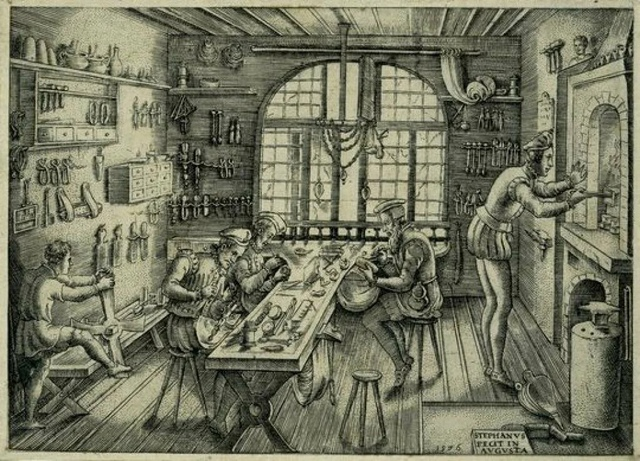 STEPHANVS
FECIT IN
AVGVSTA
1576